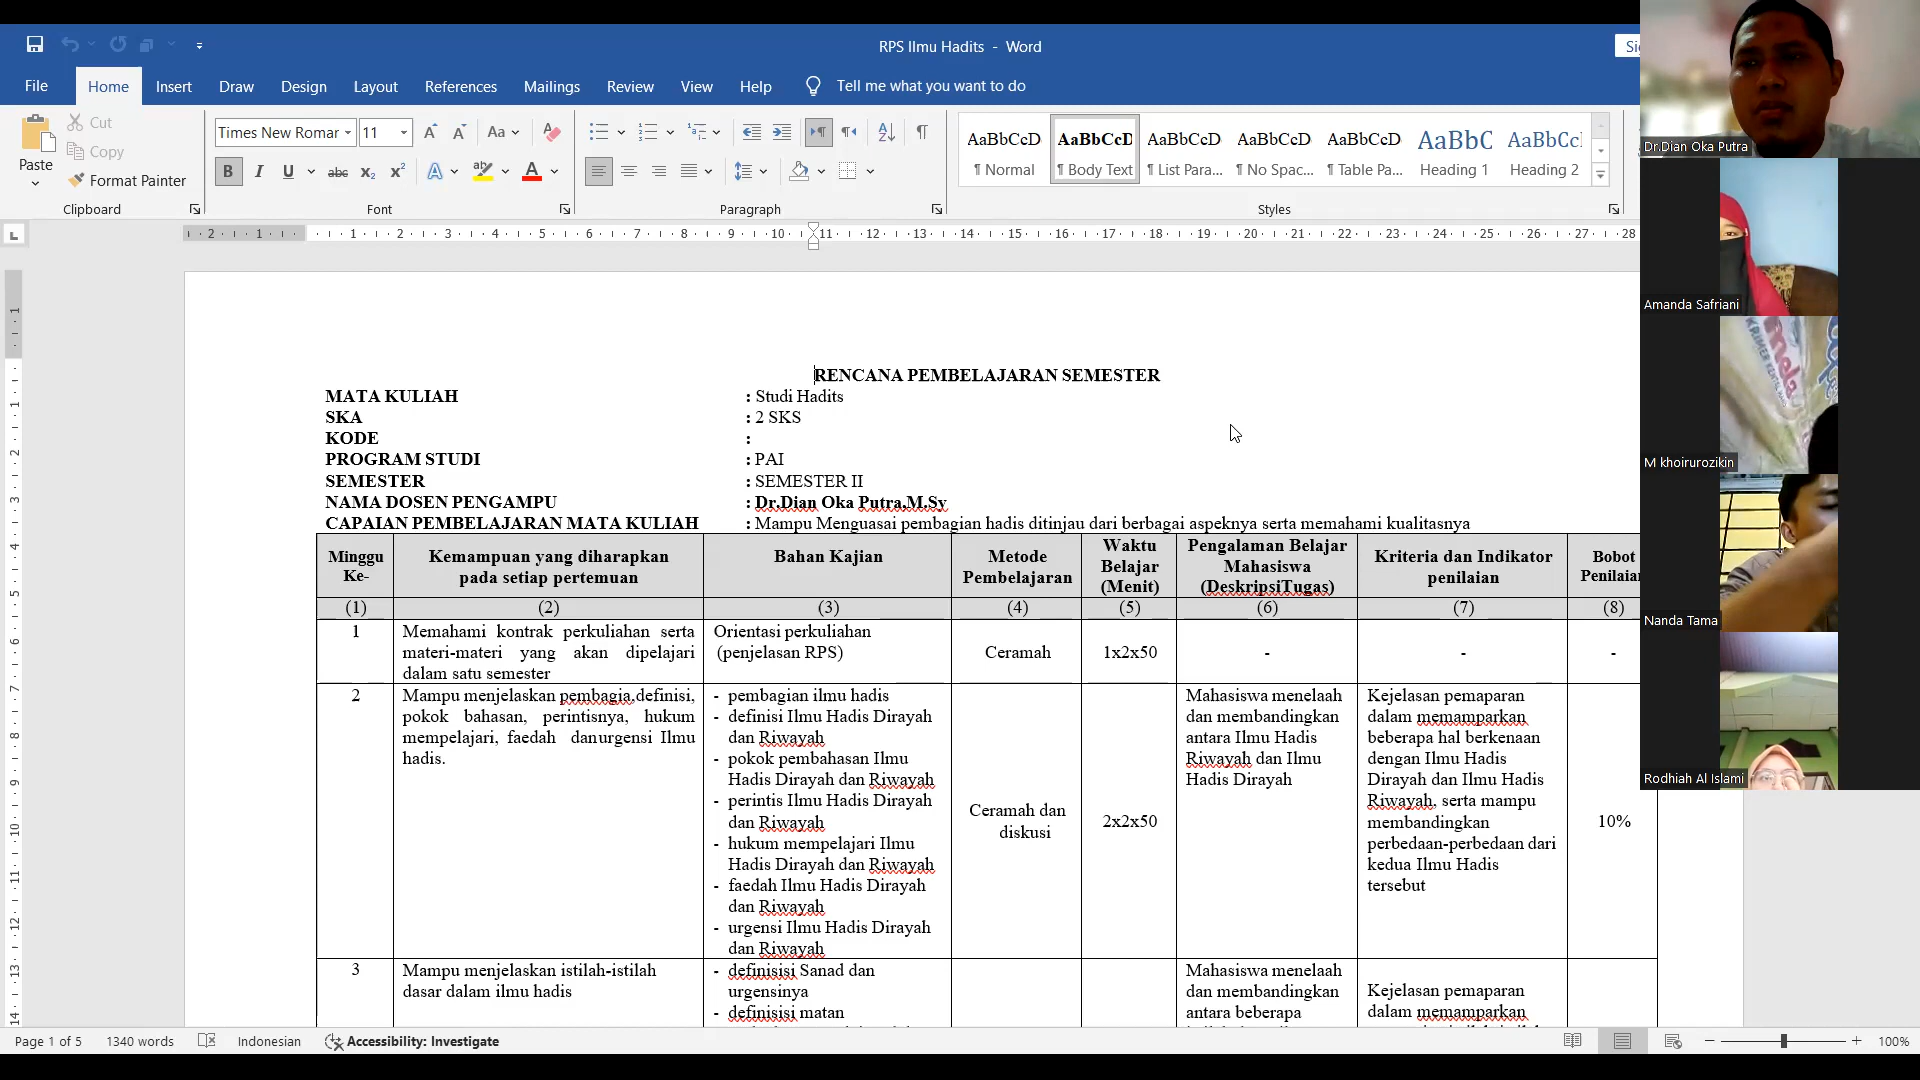 RPS Ilmu Hadits - Word
File Home Insert Draw Design Layout References Mailings Review View Help Tell me what you want to do
Cut
Copy
Paste
Format Painter
Clipboard
Times New Romar 11
Font
Paragraph
AaBbCcD AaBbCcD AaBbCcD AaBbCcD AaBbCcD AaBbC AaBbCcl
¶ Normal ¶ Body Text ¶ List Para... ¶ No Spac... ¶ Table Pa... Heading 1 Heading 2
Styles
RENCANA PEMBELAJARAN SEMESTER
MATA KULIAH : Studi Hadits
SKA : 2 SKS
KODE :
PROGRAM STUDI : PAI
SEMESTER : SEMESTER II
NAMA DOSEN PENGAMPU : Dr.Dian Oka Putra,M.Sy
CAPAIAN PEMBELAJARAN MATA KULIAH : Mampu Menguasai pembagian hadis ditinjau dari berbagai aspeknya serta memahami kualitasnya
Minggu
Ke-
Kemampuan yang diharapkan
pada setiap pertemuan
Bahan Kajian
Metode
Pembelajaran
Waktu
Belajar
(Menit)
Pengalaman Belajar
Mahasiswa
(DeskripsiTugas)
Kriteria dan Indikator
penilaian
Bobot
Penilaian
(1) (2) (3) (4) (5) (6) (7) (8)
1
Memahami kontrak perkuliahan serta
materi-materi yang akan dipelajari
dalam satu semester
Orientasi perkuliahan
(penjelasan RPS)
Ceramah
1x2x50
-
-
-
2
Mampu menjelaskan pembagia,definisi,
pokok bahasan, perintisnya, hukum
mempelajari, faedah danurgensi Ilmu
hadis.
- pembagian ilmu hadis
- definisi Ilmu Hadis Dirayah
dan Riwayah
- pokok pembahasan Ilmu
Hadis Dirayah dan Riwayah
- perintis Ilmu Hadis Dirayah
dan Riwayah
- hukum mempelajari Ilmu
Hadis Dirayah dan Riwayah
- faedah Ilmu Hadis Dirayah
dan Riwayah
- urgensi Ilmu Hadis Dirayah
dan Riwayah
Ceramah dan
diskusi
2x2x50
Mahasiswa menelaah
dan membandingkan
antara Ilmu Hadis
Riwayah dan Ilmu
Hadis Dirayah
Kejelasan pemaparan
dalam memamparkan
beberapa hal berkenaan
dengan Ilmu Hadis
Dirayah dan Ilmu Hadis
Riwayah, serta mampu
membandingkan
perbedaan-perbedaan dari
kedua Ilmu Hadis
tersebut
10%
3
Mampu menjelaskan istilah-istilah
dasar dalam ilmu hadis
- definisisi Sanad dan
urgensinya
- definisisi matan
Mahasiswa menelaah
dan membandingkan
antara beberapa
Kejelasan pemaparan
dalam memamparkan
Page 1 of 5 1340 words Indonesian Accessibility: Investigate 100%
Dr.Dian Oka Putra
Amanda Safriani
M khoirurozikin
Nanda Tama
Rodhiah Al Islami